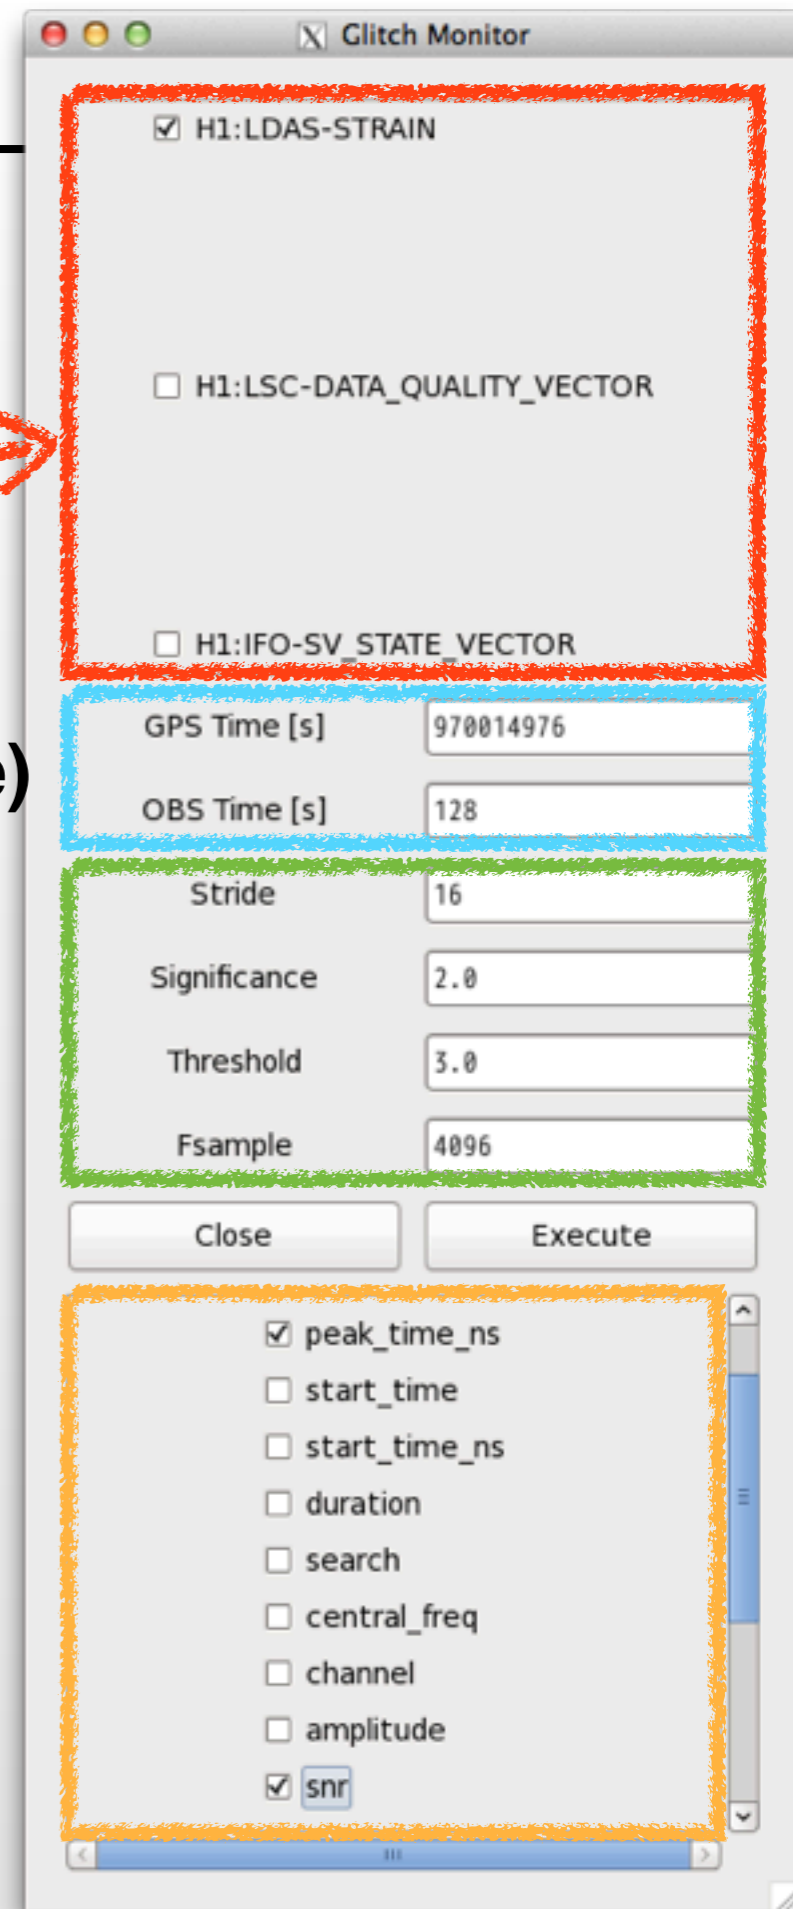 Glitch Monitor
H1:LDAS-STRAIN
H1:LSC-DATA_QUALITY_VECTOR
H1:IFO-SV_STATE_VECTOR
GPS Time [s] 970014976
e)
OBS Time [s] 128
Stride 16
Significance 2.0
Threshold 3.0
Fsample 4096
Close Execute
peak_time_ns
start_time
start_time_ns
duration
search
central_freq
channel
amplitude
snr